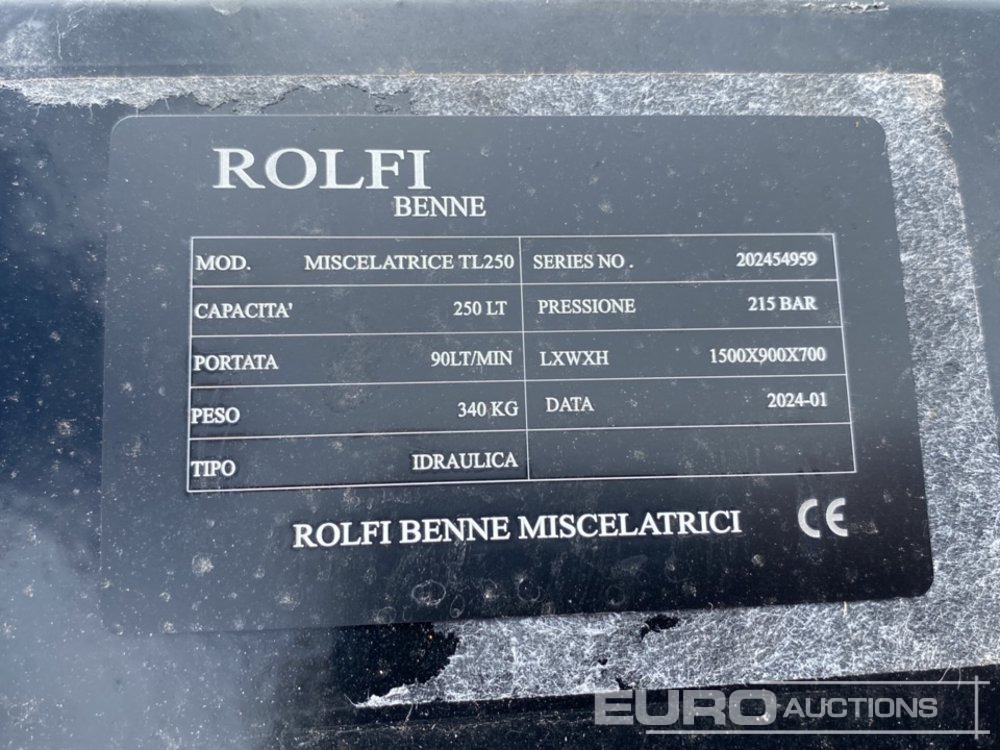 ROLFI
BENNE
MOD. MISCELATRICE TL250 SERIES NO . 202454959
CAPACITA' 250 LT PRESSIONE 215 BAR
PORTATA 90LT/MIN LXWXH 1500X900X700
PESO 340 KG DATA 2024-01
TIPO IDRAULICA
ROLFI BENNE MISCELATRICI CE
EURO AUCTIONS